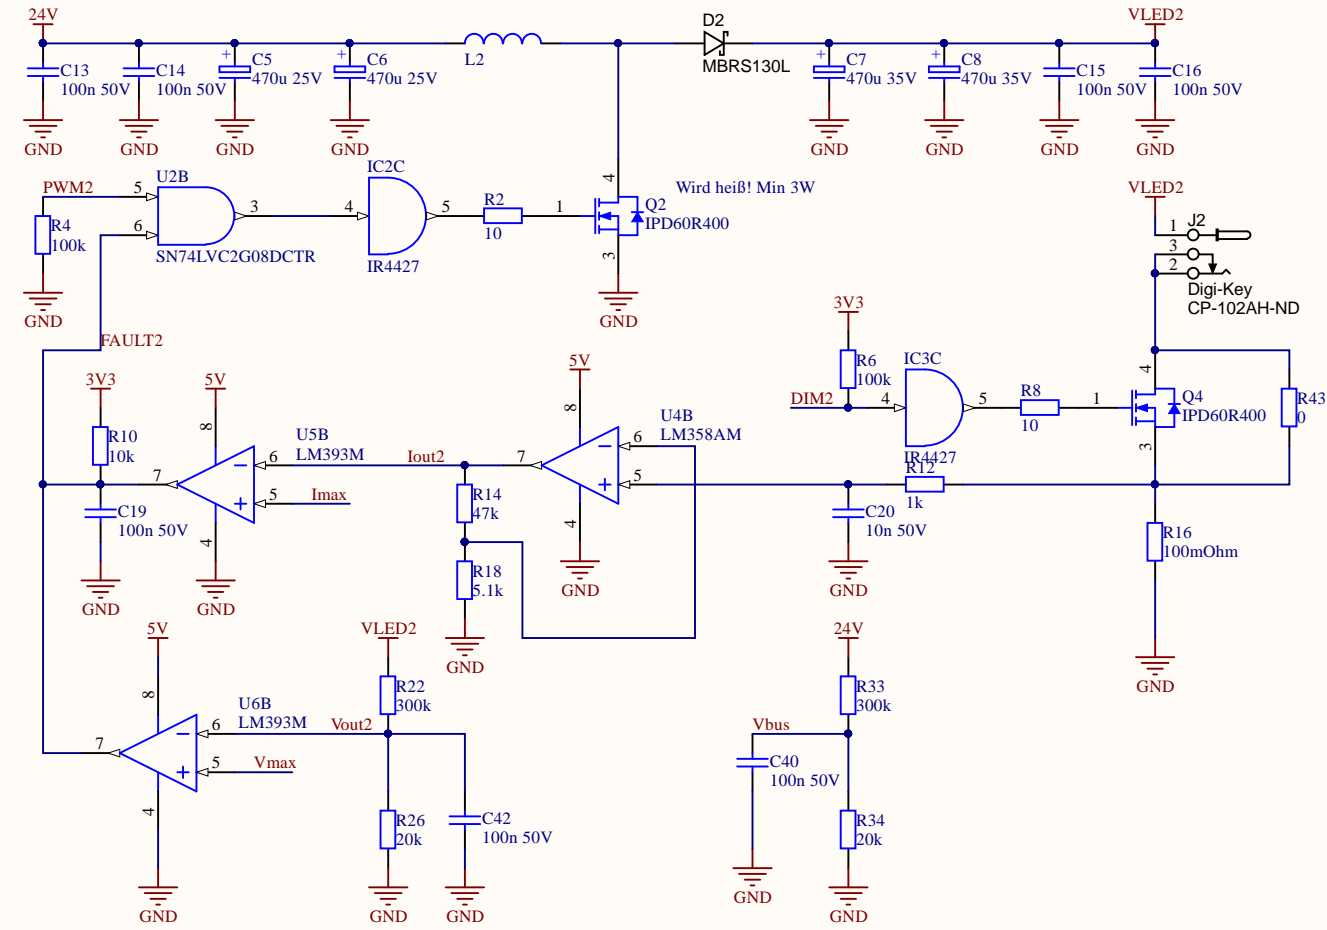 24V
C13
100n 50V
GND
C14
100n 50V
GND
C5
470u 25V
+
GND
C6
470u 25V
+
GND
L2
D2
MBRS130L
C7
470u 35V
+
GND
C8
470u 35V
+
GND
C15
100n 50V
GND
VLED2
C16
100n 50V
GND
PWM2
R4
100k
GND
U2B
5
6
3
SN74LVC2G08DCTR
IC2C
4
5
IR4427
R2
10
1
4
3
Q2
IPD60R400
Wird heiß! Min 3W
GND
VLED2
J2
1
3
2
Digi-Key
CP-102AH-ND
FAULT2
3V3
R10
10k
C19
100n 50V
GND
5V
8
U5B
LM393M
7
6
5
4
Imax
GND
Iout2
R14
47k
R18
5.1k
GND
5V
8
U4B
LM358AM
7
6
5
4
GND
3V3
R6
100k
DIM2
IC3C
4
5
IR4427
R8
10
1
4
3
Q4
IPD60R400
R43
0
R12
1k
C20
10n 50V
GND
R16
100mOhm
GND
5V
8
U6B
LM393M
7
6
5
4
Vmax
GND
VLED2
R22
300k
Vout2
R26
20k
GND
C42
100n 50V
GND
24V
R33
300k
Vbus
C40
100n 50V
GND
R34
20k
GND